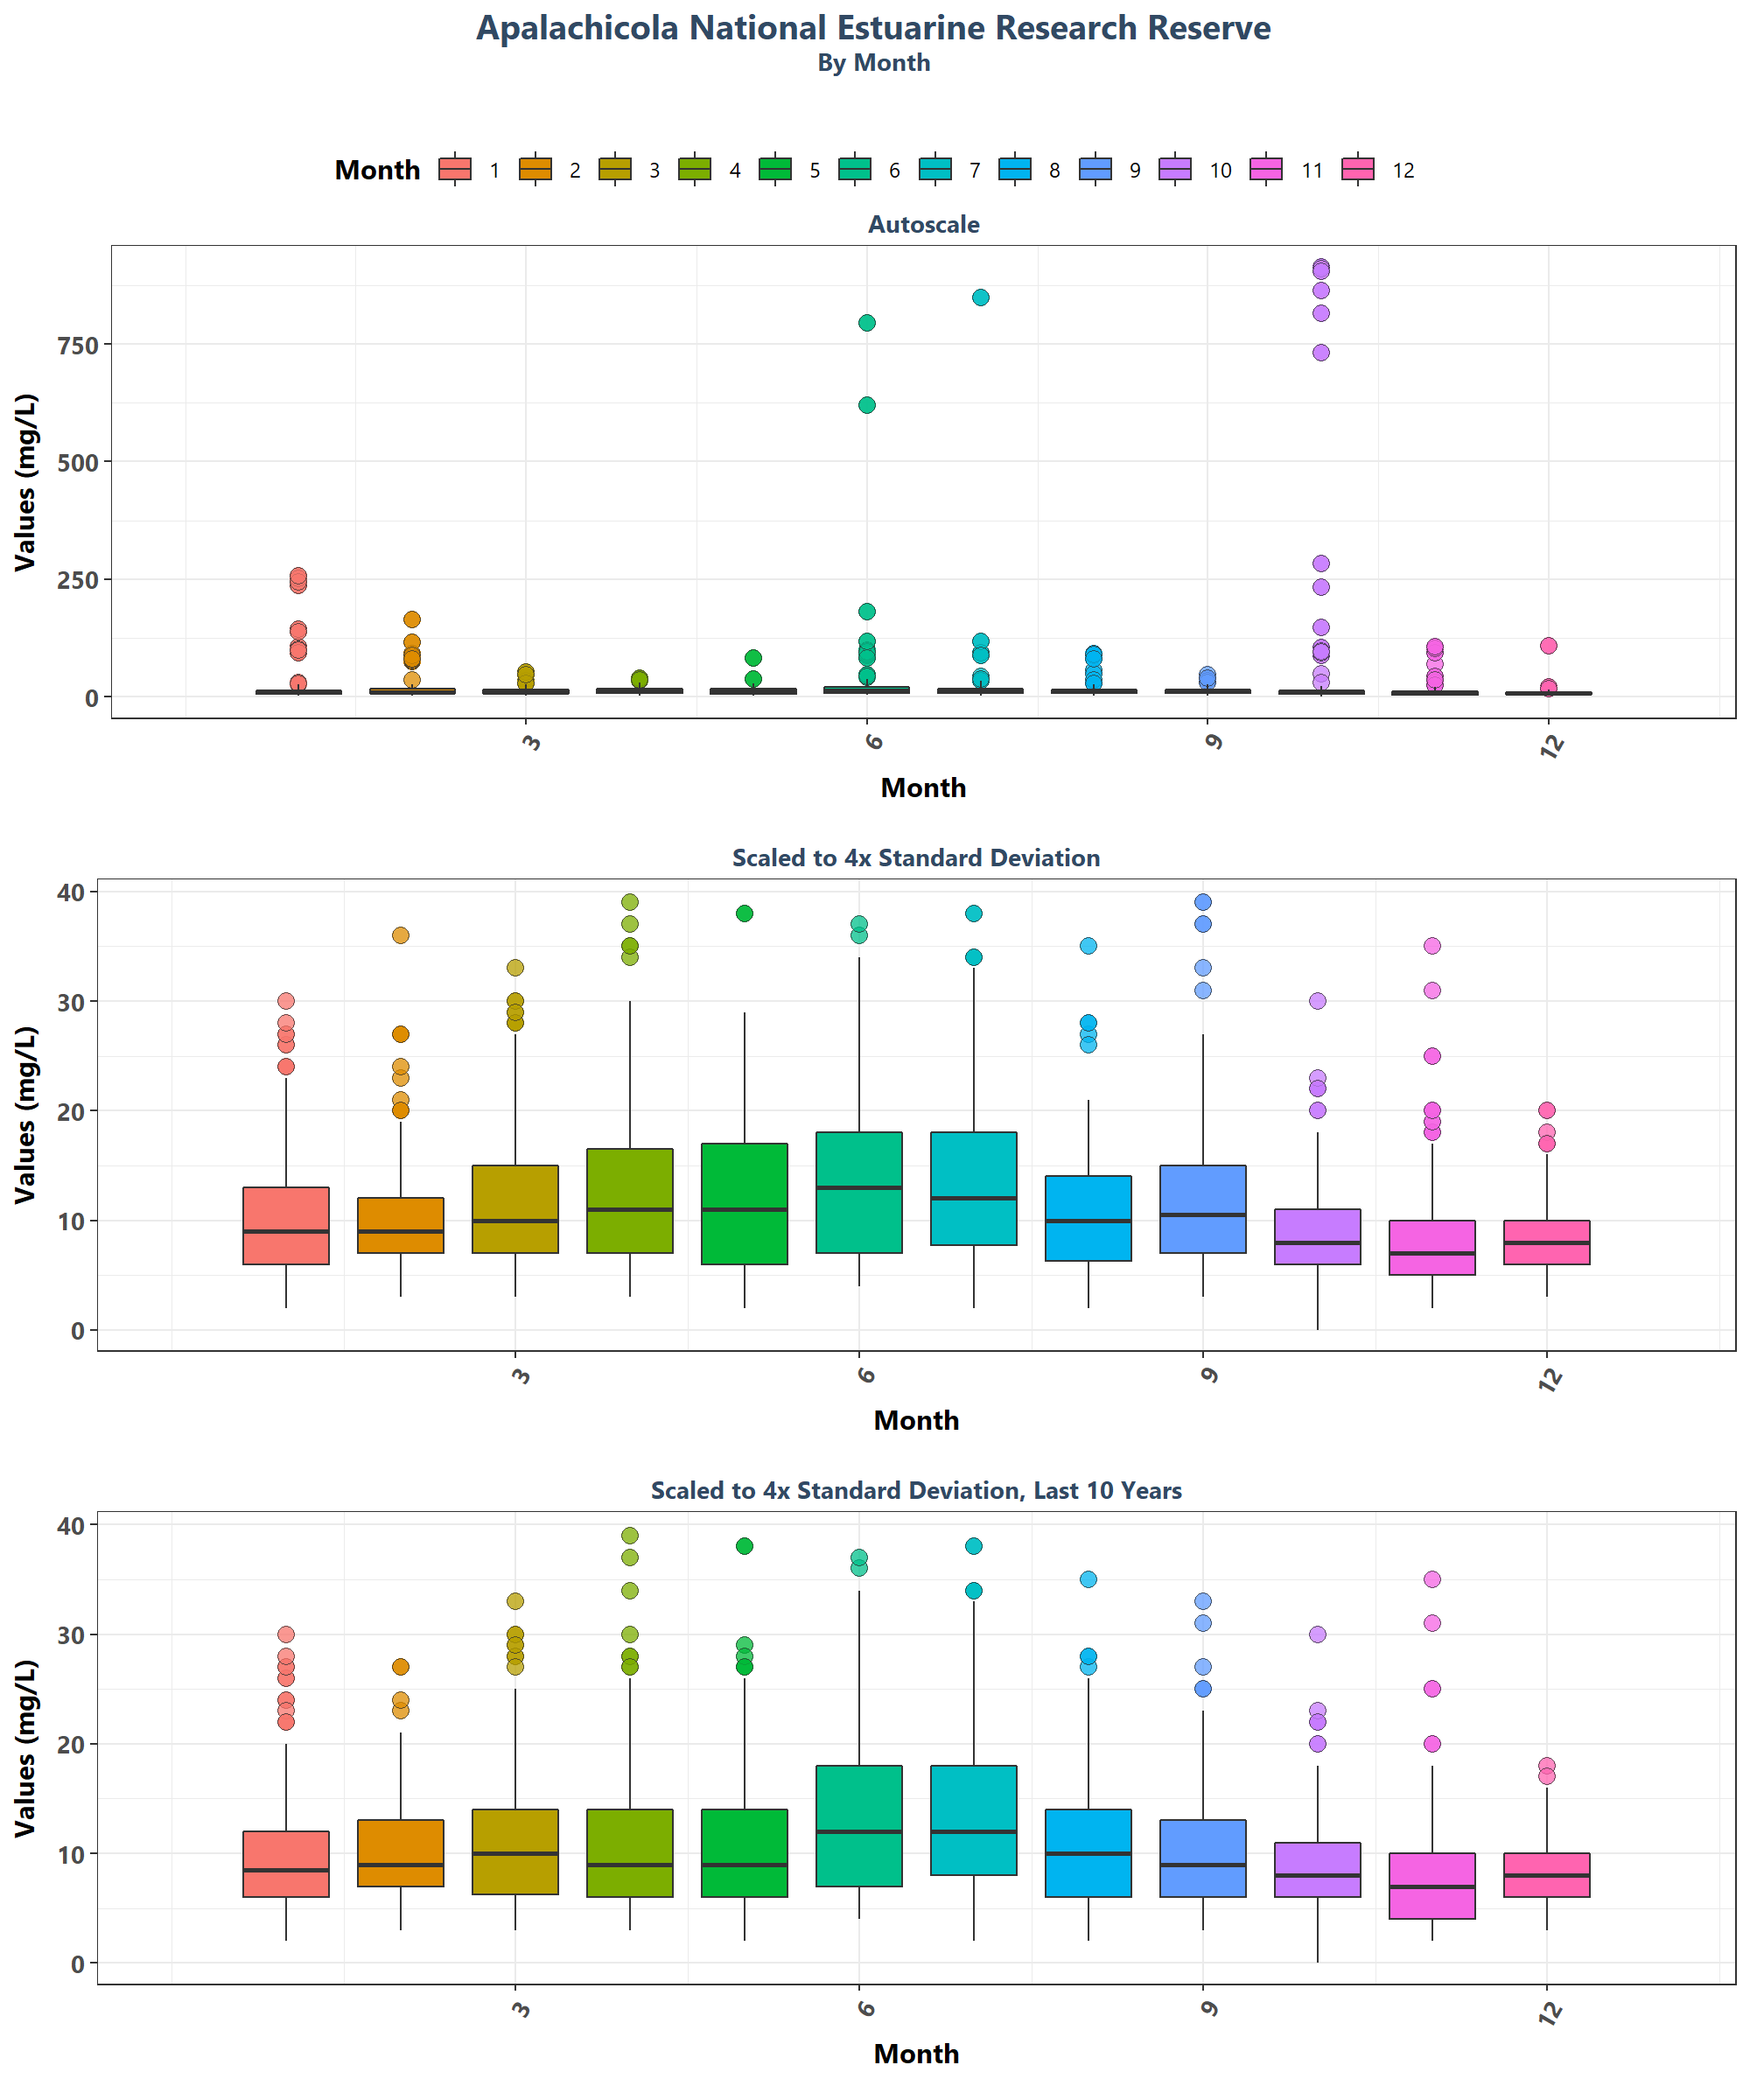 Apalachicola National Estuarine Research Reserve
By Month
Month 1 2 3 4 5 6 7 8 9 10 11 12
Autoscale
Values (mg/L)
750
500
250
0
3 6 9 12
Month
Scaled to 4x Standard Deviation
Values (mg/L)
40
30
20
10
0
3 6 9 12
Month
Scaled to 4x Standard Deviation, Last 10 Years
Values (mg/L)
40
30
20
10
0
3 6 9 12
Month